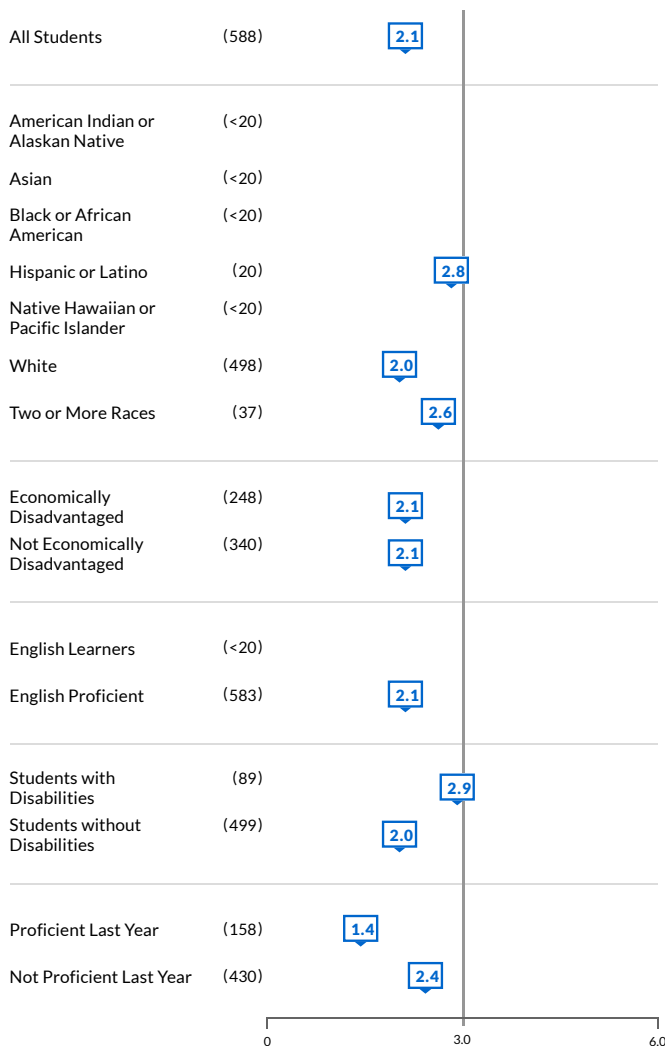 All Students (588) 2.1
American Indian or (<20)
Alaskan Native
Asian (<20)
Black or African (<20)
American
Hispanic or Latino (20) 2.8
Native Hawaiian or (<20)
Pacific Islander
White (498) 2.0
Two or More Races (37) 2.6
Economically (248) 2.1
Disadvantaged
Not Economically (340) 2.1
Disadvantaged
English Learners (<20)
English Proficient (583) 2.1
Students with (89) 2.9
Disabilities
Students without (499) 2.0
Disabilities
Proficient Last Year (158) 1.4
Not Proficient Last Year (430) 2.4
0 3.0 6.0